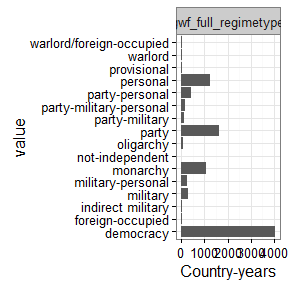 gwf_full_regimetype
warlord/foreign-occupied
warlord
provisional
personal
party-personal
party-military-personal
party-military
party
oligarchy
not-independent
monarchy
military-personal
military
indirect military
foreign-occupied
democracy
value
0 1000 2000 3000 4000
Country-years